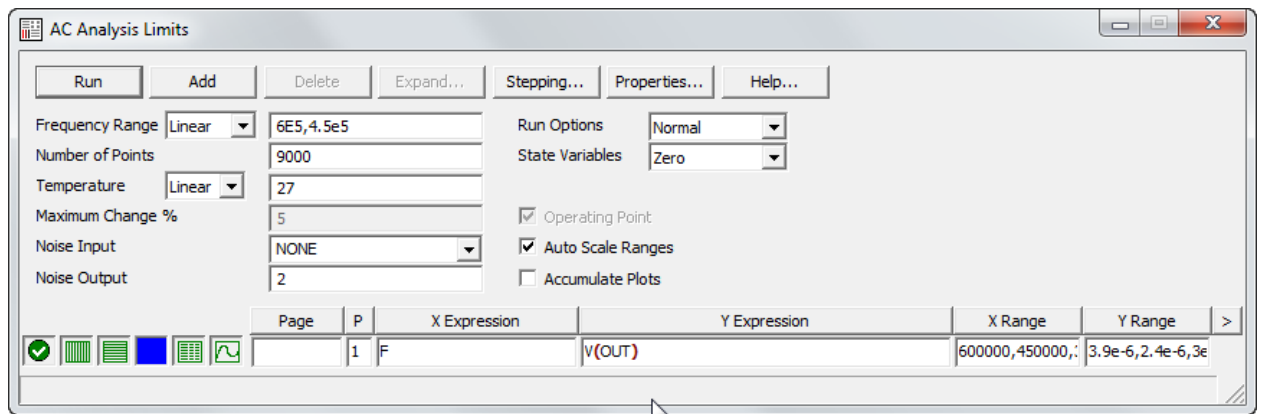 AC Analysis Limits
Run Add Delete Expand... Stepping... Properties... Help...
Frequency Range Linear 6E5,4.5e5 Run Options Normal
Number of Points 9000 State Variables Zero
Temperature Linear 27
Maximum Change % 5 Operating Point
Noise Input NONE Auto Scale Ranges
Noise Output 2 Accumulate Plots
Page P X Expression Y Expression X Range Y Range >
1 F V(OUT) 600000,450000, 3.9e-6,2.4e-6,3e